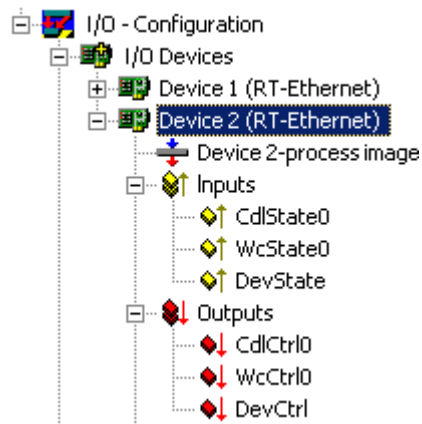 I/O - Configuration
I/O Devices
Device 1 (RT-Ethernet)
Device 2 (RT-Ethernet)
Device 2-process image
Inputs
CdlState0
WcState0
DevState
Outputs
CdlCtrl0
WcCtrl0
DevCtrl